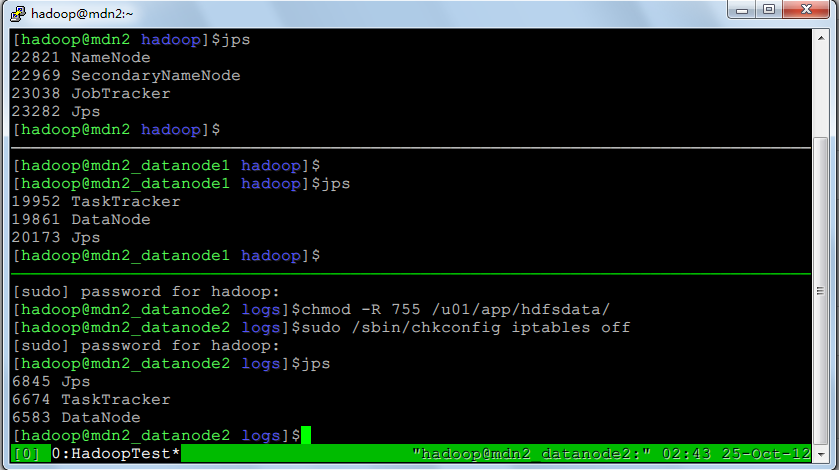 hadoop@mdn2:~
[hadoop@mdn2 hadoop]$jps
22821 NameNode
22969 SecondaryNameNode
23038 JobTracker
23282 Jps
[hadoop@mdn2 hadoop]$
[hadoop@mdn2_datanode1 hadoop]$
[hadoop@mdn2_datanode1 hadoop]$jps
19952 TaskTracker
19861 DataNode
20173 Jps
[hadoop@mdn2_datanode1 hadoop]$
[sudo] password for hadoop:
[hadoop@mdn2_datanode2 logs]$chmod -R 755 /u01/app/hdfsdata/
[hadoop@mdn2_datanode2 logs]$sudo /sbin/chkconfig iptables off
[sudo] password for hadoop:
[hadoop@mdn2_datanode2 logs]$jps
6845 Jps
6674 TaskTracker
6583 DataNode
[hadoop@mdn2_datanode2 logs]$
[0] 0:HadoopTest* "hadoop@mdn2_datanode2:" 02:43 25-Oct-12